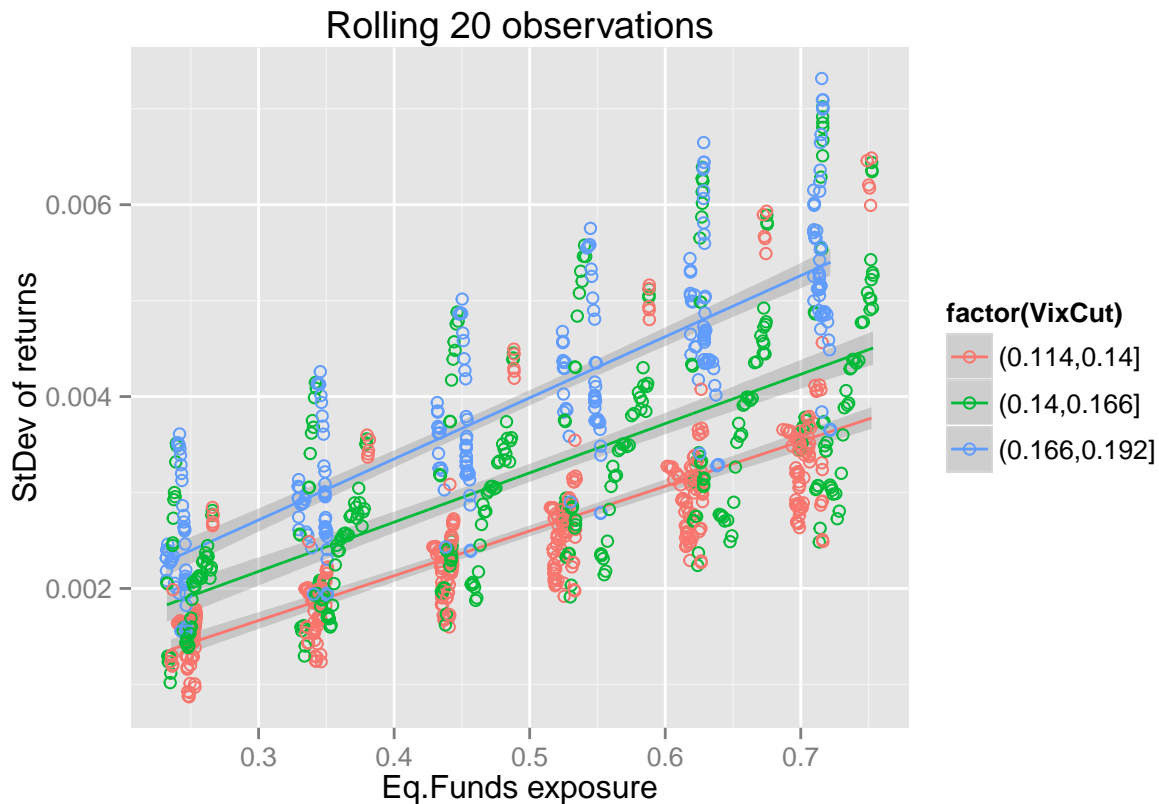 Rolling 20 observations
StDev of returns
0.006
0.004
0.002
0.3 0.4 0.5 0.6 0.7
Eq.Funds exposure
factor(VixCut)
(0.114,0.14]
(0.14,0.166]
(0.166,0.192]